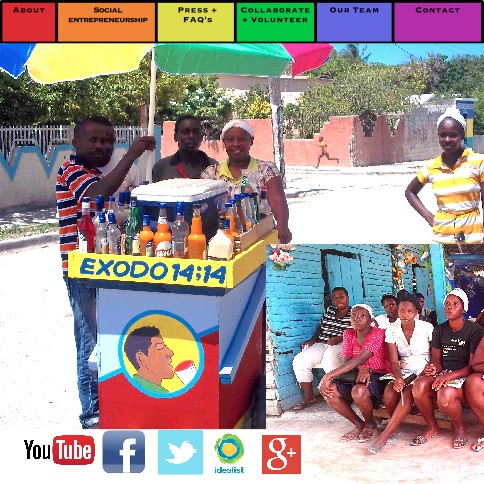 About
Social
entrepreneurship
Press +
FAQ's
Collaborate
+ Volunteer
Our Team
Contact
EXODO 14:14
YouTube
f
idealist
g+